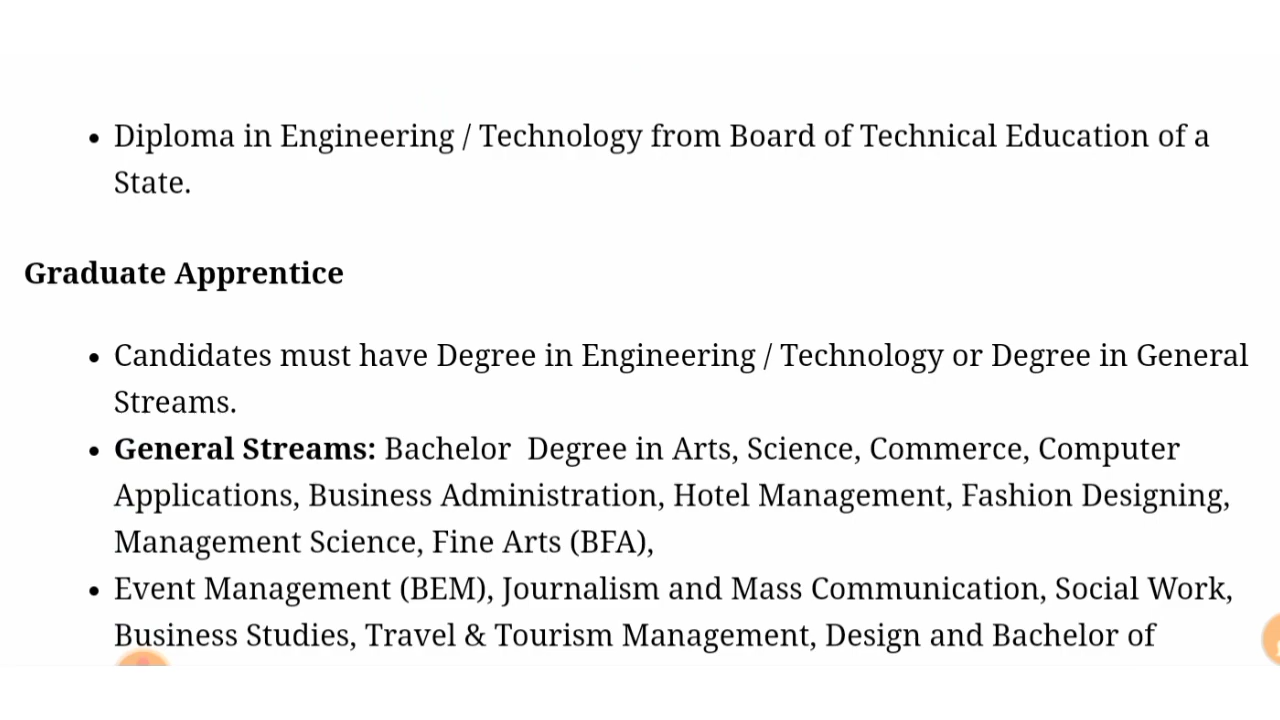 • Diploma in Engineering / Technology from Board of Technical Education of a
State.
Graduate Apprentice
• Candidates must have Degree in Engineering / Technology or Degree in General
Streams.
• General Streams: Bachelor  Degree in Arts, Science, Commerce, Computer
Applications, Business Administration, Hotel Management, Fashion Designing,
Management Science, Fine Arts (BFA),
• Event Management (BEM), Journalism and Mass Communication, Social Work,
Business Studies, Travel & Tourism Management, Design and Bachelor of